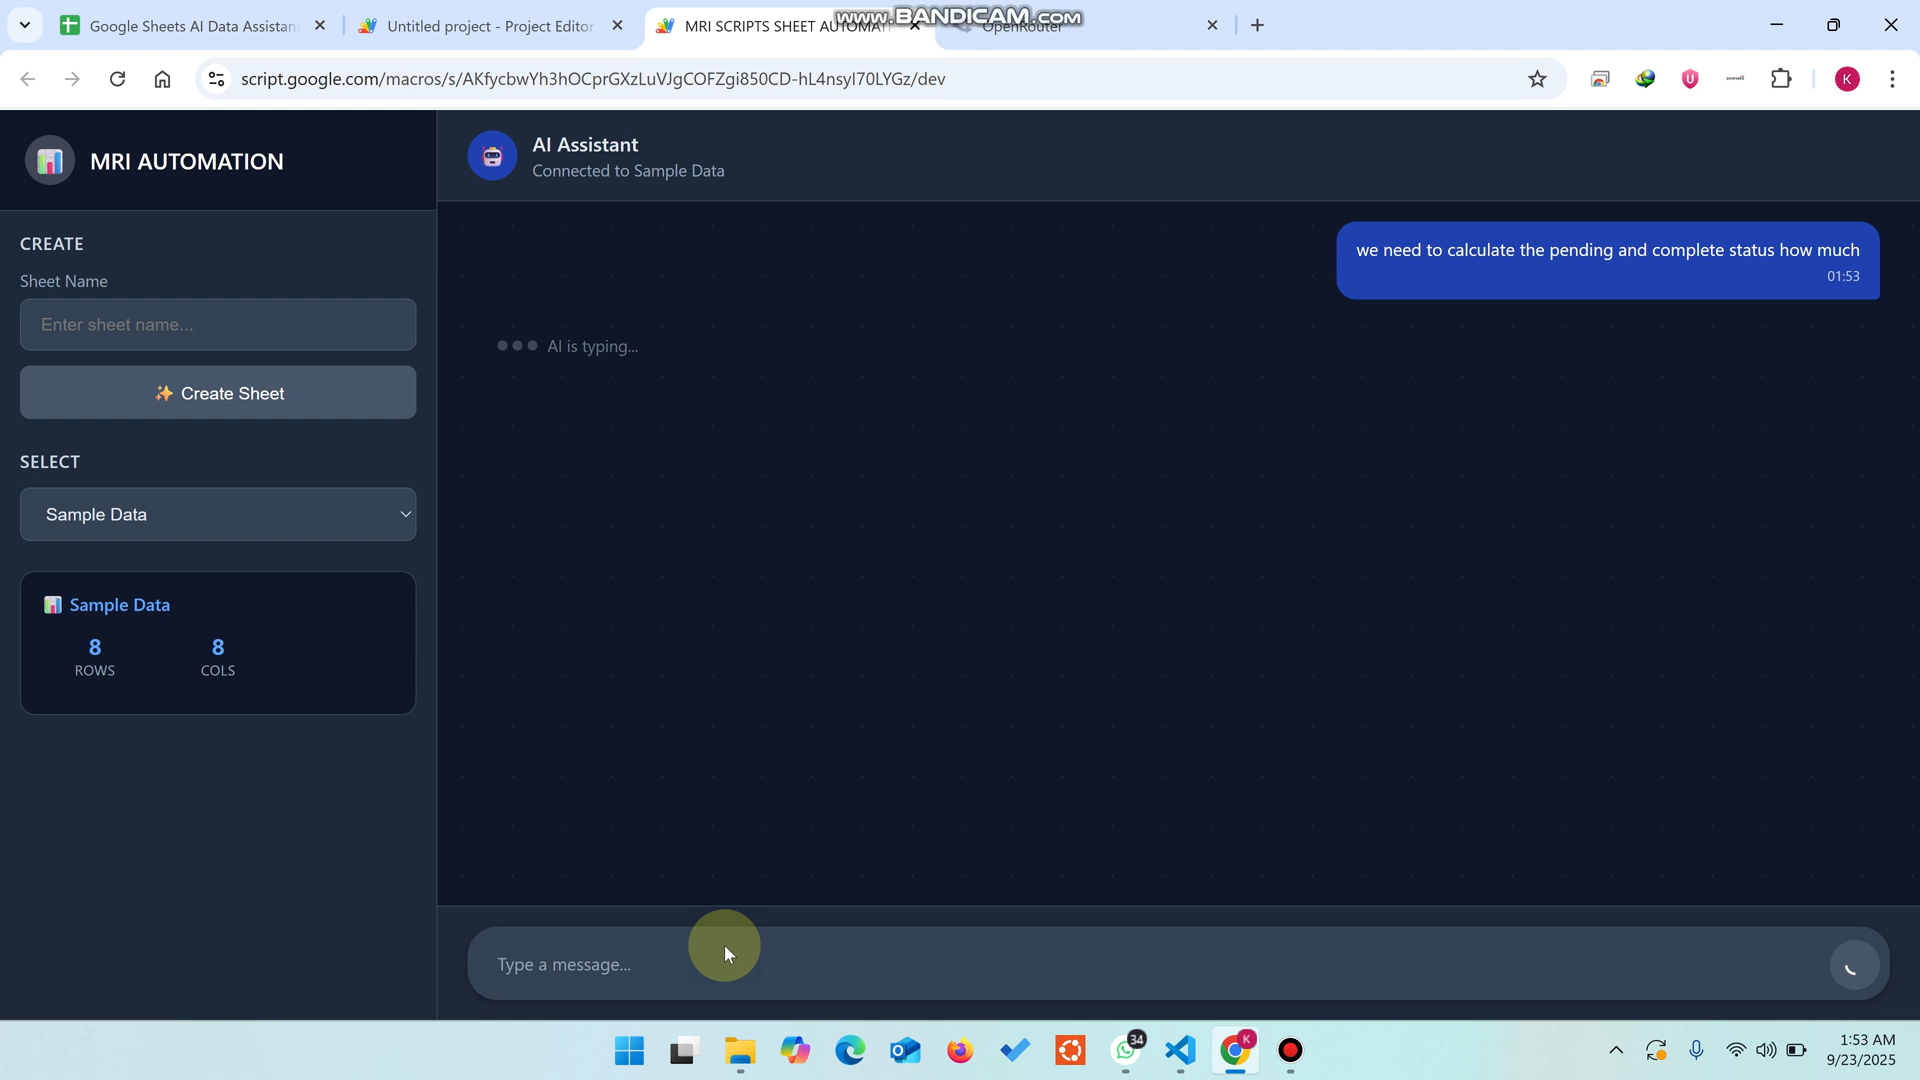 Google Sheets AI Data Assistan
Untitled project - Project Editor
MRI SCRIPTS SHEET AUTOMAT
OpenRouter
www.BANDICAM.com
script.google.com/macros/s/AKfycbwYh3hOCprGXzLuVJgCOFZgi850CD-hL4nsyI70LYGz/dev
K
MRI AUTOMATION
CREATE
Sheet Name
Enter sheet name...
Create Sheet
SELECT
Sample Data
Sample Data
8
8
ROWS
COLS
AI Assistant
Connected to Sample Data
we need to calculate the pending and complete status how much
01:53
AI is typing...
Type a message...
34
K
1:53 AM
9/23/2025